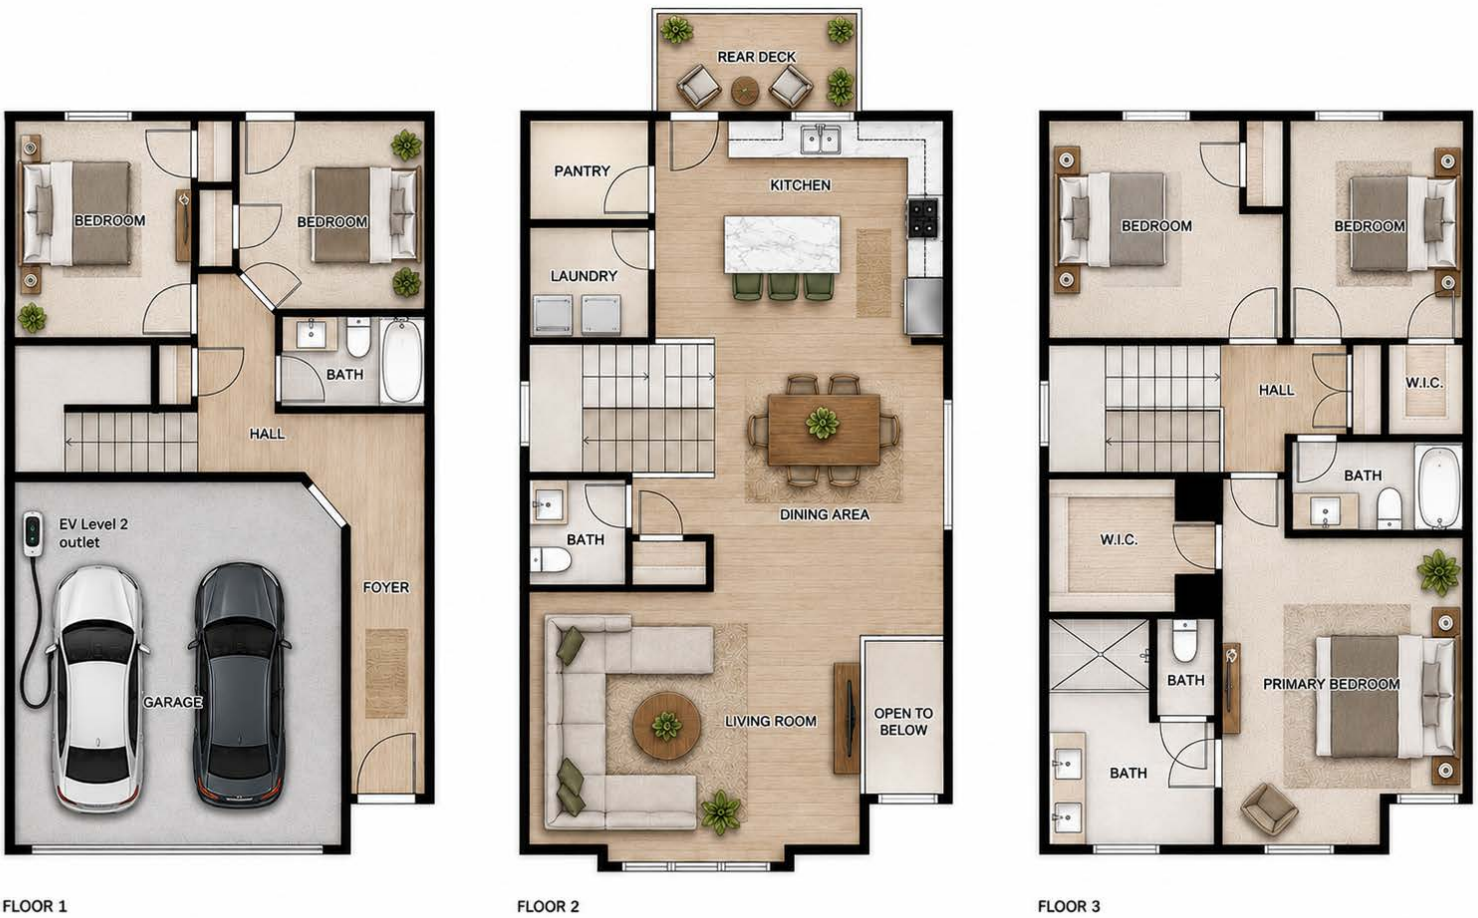 BEDROOM
BEDROOM
BATH
HALL
EV Level 2
outlet
FOYER
GARAGE
FLOOR 1
REAR DECK
PANTRY
KITCHEN
LAUNDRY
DINING AREA
BATH
LIVING ROOM
OPEN TO
BELOW
FLOOR 2
BEDROOM
BEDROOM
HALL
W.I.C.
BATH
W.I.C.
BATH
PRIMARY BEDROOM
BATH
FLOOR 3